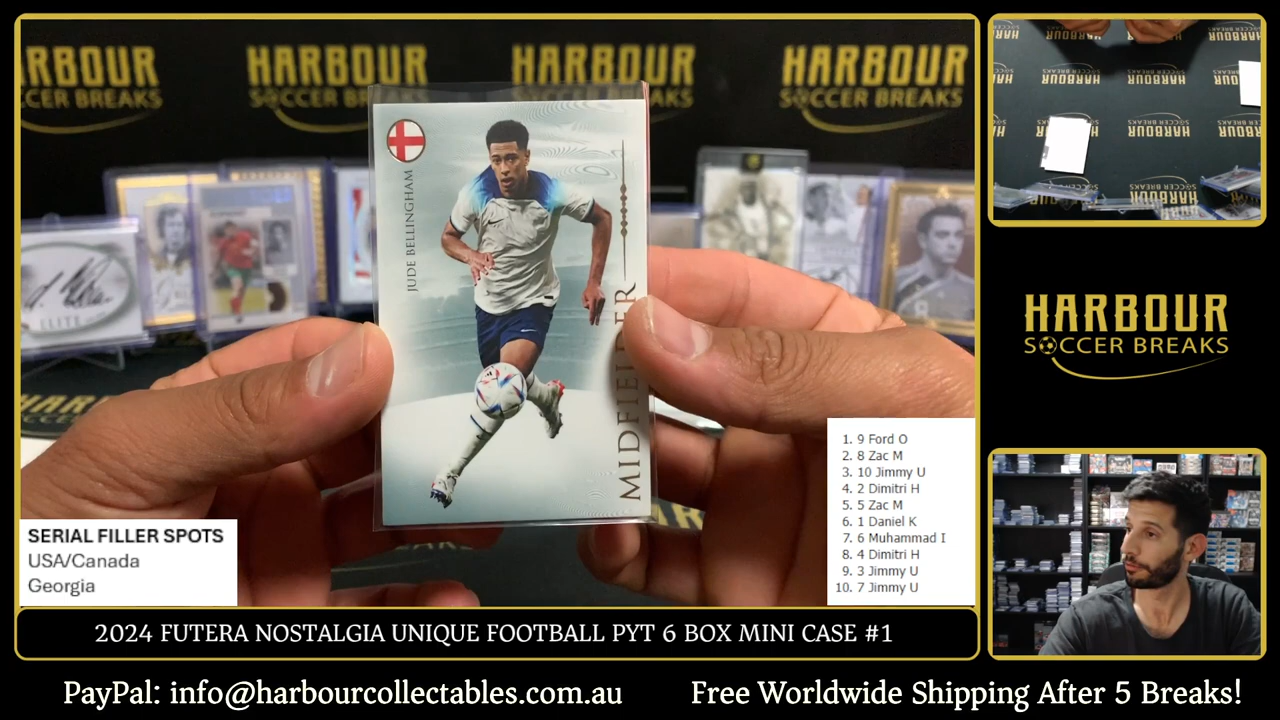 HARBOUR
SOCCER BREAKS
HARBOUR
SOCCER BREAKS
HARBOUR
SOCCER BREAKS
HARBOUR
SOCCER BREAKS
JUDE BELLINGHAM
MIDFIELDER
ELITE
HARBOUR
SOCCER BREAKS
SERIAL FILLER SPOTS
USA/Canada
Georgia
1. 9 Ford O
2. 8 Zac M
3. 10 Jimmy U
4. 2 Dimitri H
5. 5 Zac M
6. 1 Daniel K
7. 6 Muhammad I
8. 4 Dimitri H
9. 3 Jimmy U
10. 7 Jimmy U
2024 FUTERA NOSTALGIA UNIQUE FOOTBALL PYT 6 BOX MINI CASE #1
PayPal: info@harbourcollectables.com.au
Free Worldwide Shipping After 5 Breaks!